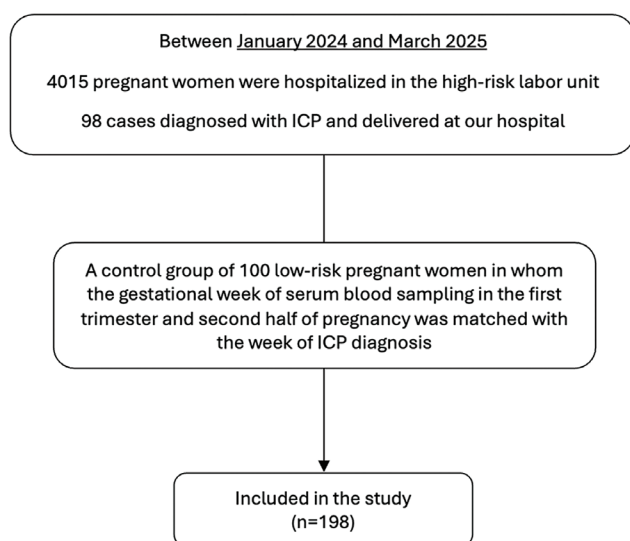 Between January 2024 and March 2025
4015 pregnant women were hospitalized in the high-risk labor unit
98 cases diagnosed with ICP and delivered at our hospital
A control group of 100 low-risk pregnant women in whom
the gestational week of serum blood sampling in the first
trimester and second half of pregnancy was matched with
the week of ICP diagnosis
Included in the study
(n=198)